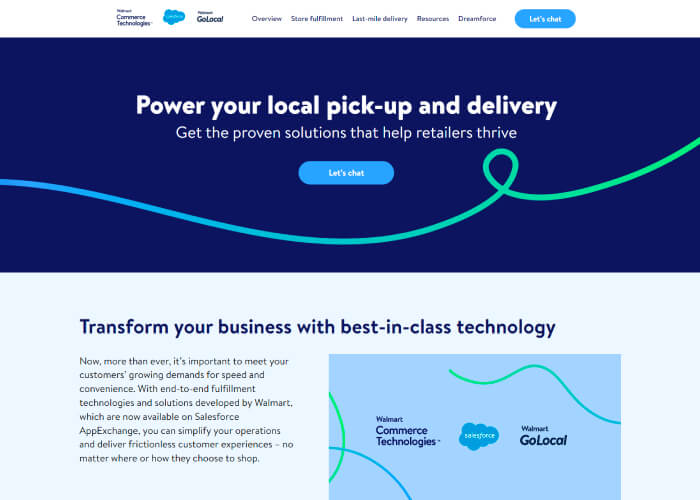 Walmart
Commerce
Technologies™
salesforce
Walmart
GoLocal
Overview Store fulfillment Last-mile delivery Resources Dreamforce Let's chat
Power your local pick-up and delivery
Get the proven solutions that help retailers thrive
Let's chat
Transform your business with best-in-class technology
Now, more than ever, it's important to meet your
customers' growing demands for speed and
convenience. With end-to-end fulfillment
technologies and solutions developed by Walmart,
which are now available on Salesforce
AppExchange, you can simplify your operations
and deliver frictionless customer experiences – no
matter where or how they choose to shop.
Walmart
Commerce
Technologies™
salesforce
Walmart
GoLocal